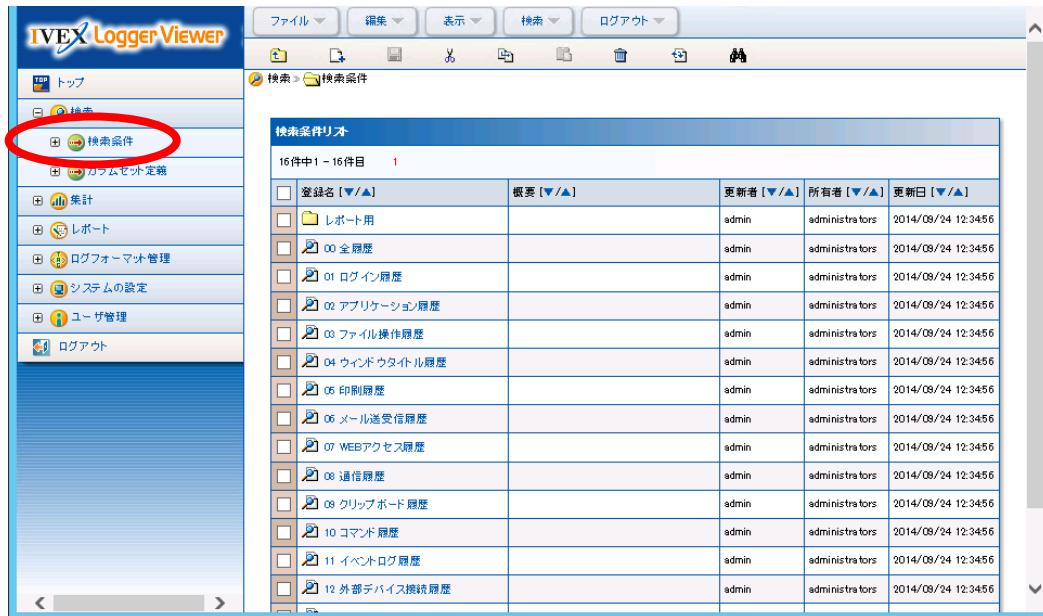 IVEX Logger Viewer
ファイル 編集 表示 検索 ログアウト
TOP トップ
検索
検索条件
カラムセット定義
集計
レポート
ログフォーマット管理
システムの設定
ユーザ管理
ログアウト
検索 » 検索条件
検索条件リスト
16件中1 - 16件目 1
登録名 [▼/▲] 概要 [▼/▲] 更新者 [▼/▲] 所有者 [▼/▲] 更新日 [▼/▲]
レポート用 admin administrators 2014/09/24 12:34:56
00 全履歴 admin administrators 2014/09/24 12:34:56
01 ログイン履歴 admin administrators 2014/09/24 12:34:56
02 アプリケーション履歴 admin administrators 2014/09/24 12:34:56
03 ファイル操作履歴 admin administrators 2014/09/24 12:34:56
04 ウィンドウタイトル履歴 admin administrators 2014/09/24 12:34:56
05 印刷履歴 admin administrators 2014/09/24 12:34:56
06 メール送受信履歴 admin administrators 2014/09/24 12:34:56
07 WEBアクセス履歴 admin administrators 2014/09/24 12:34:56
08 通信履歴 admin administrators 2014/09/24 12:34:56
09 クリップボード履歴 admin administrators 2014/09/24 12:34:56
10 コマンド履歴 admin administrators 2014/09/24 12:34:56
11 イベントログ履歴 admin administrators 2014/09/24 12:34:56
12 外部デバイス接続履歴 admin administrators 2014/09/24 12:34:56